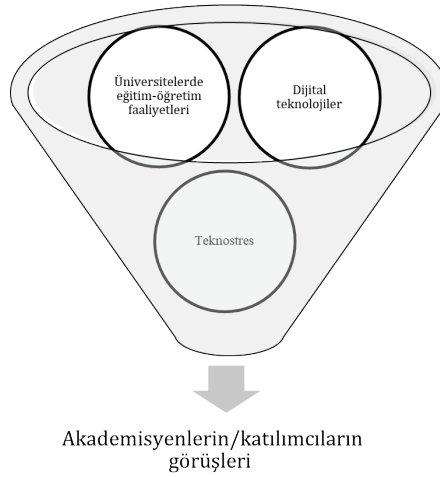 Üniversitelerde
eğitim-öğretim
faaliyetleri
Dijital
teknolojiler
Teknostres
Akademisyenlerin/katılımcıların
görüşleri